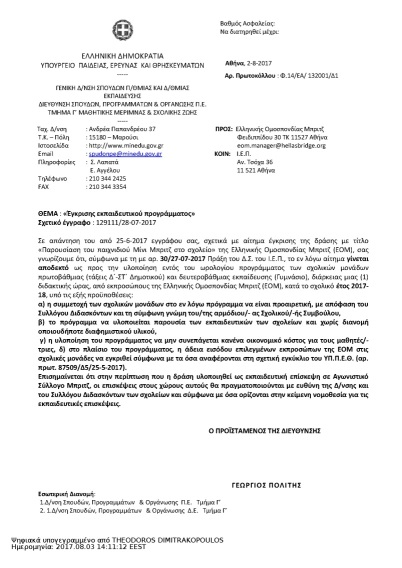 Βαθμός Ασφαλείας:
Να διατηρηθεί μέχρι:
ΕΛΛΗΝΙΚΗ ΔΗΜΟΚΡΑΤΙΑ
ΥΠΟΥΡΓΕΙΟ ΠΑΙΔΕΙΑΣ, ΕΡΕΥΝΑΣ ΚΑΙ ΘΡΗΣΚΕΥΜΑΤΩΝ
-----
Αθήνα, 2-8-2017
Αρ. Πρωτοκόλλου : Φ.14/ΕΑ/ 132001/Δ1
ΓΕΝΙΚΗ Δ/ΝΣΗ ΣΠΟΥΔΩΝ Π/ΘΜΙΑΣ ΚΑΙ Δ/ΘΜΙΑΣ
ΕΚΠΑΙΔΕΥΣΗΣ
ΔΙΕΥΘΥΝΣΗ ΣΠΟΥΔΩΝ, ΠΡΟΓΡΑΜΜΑΤΩΝ & ΟΡΓΑΝΩΣΗΣ Π.Ε.
ΤΜΗΜΑ Γ΄ ΜΑΘΗΤΙΚΗΣ ΜΕΡΙΜΝΑΣ & ΣΧΟΛΙΚΗΣ ΖΩΗΣ
-----
Ταχ. Δ/νση : Ανδρέα Παπανδρέου 37
Τ.Κ. – Πόλη : 15180 – Μαρούσι
Ιστοσελίδα : http://www.minedu.gov.gr
Email : spudonpe@minedu.gov.gr
Πληροφορίες : Σ. Λαπατά
Ε. Αγγέλου
Τηλέφωνο : 210 344 2425
FAX : 210 344 3354
ΠΡΟΣ: Ελληνικής Ομοσπονδίας Μπριτζ
Φειδιππίδου 30 ΤΚ 11527 Αθήνα
eom.manager@hellasbridge.org
ΚΟΙΝ: Ι.Ε.Π.
Αν. Τσόχα 36
11 521 Αθήνα
ΘΕΜΑ : «Έγκρισης εκπαιδευτικού προγράμματος»
Σχετικό έγγραφο : 129111/28-07-2017
Σε απάντηση του από 25-6-2017 εγγράφου σας, σχετικά με αίτημα έγκρισης της δράσης με τίτλο
«Παρουσίαση του παιχνιδιού Μίνι Μπριτζ στο σχολείο» της Ελληνικής Ομοσπονδίας Μπριτζ (ΕΟΜ), σας
γνωρίζουμε ότι, σύμφωνα με τη με αρ. 30/27-07-2017 Πράξη του Δ.Σ. του Ι.Ε.Π., το εν λόγω αίτημα γίνεται
αποδεκτό ως προς την υλοποίηση εντός του ωρολογίου προγράμματος των σχολικών μονάδων
πρωτοβάθμιας (τάξεις Δ΄-ΣΤ΄ Δημοτικού) και δευτεροβάθμιας εκπαίδευσης (Γυμνάσιο), διάρκειας μιας (1)
διδακτικής ώρας, από εκπροσώπους της Ελληνικής Ομοσπονδίας Μπριτζ (ΕΟΜ), κατά το σχολικό έτος 2017-
18, υπό τις εξής προϋποθέσεις:
α) η συμμετοχή των σχολικών μονάδων στο εν λόγω πρόγραμμα να είναι προαιρετική, με απόφαση του
Συλλόγου Διδασκόντων και τη σύμφωνη γνώμη του/της αρμόδιου/- ας Σχολικού/-ής Συμβούλου,
β) το πρόγραμμα να υλοποιείται παρουσία των εκπαιδευτικών των σχολείων και χωρίς διανομή
οποιουδήποτε διαφημιστικού υλικού,
γ) η υλοποίηση του προγράμματος να μην συνεπάγεται κανένα οικονομικό κόστος για τους μαθητές/-
τριες, δ) στο πλαίσιο του προγράμματος, η άδεια εισόδου επιλεγμένων εκπροσώπων της ΕΟΜ στις
σχολικές μονάδες να εγκριθεί σύμφωνα με τα όσα αναφέρονται στη σχετική εγκύκλιο του ΥΠ.Π.Ε.Θ. (αρ.
πρωτ. 87509/Δ5/25-5-2017).
Επισημαίνεται ότι στην περίπτωση που η δράση υλοποιηθεί ως εκπαιδευτική επίσκεψη σε Αγωνιστικό
Σύλλογο Μπριτζ, οι επισκέψεις στους χώρους αυτούς θα πραγματοποιούνται με ευθύνη της Δ/νσης και
του Συλλόγου Διδασκόντων των σχολείων και σύμφωνα με όσα ορίζονται στην κείμενη νομοθεσία για τις
εκπαιδευτικές επισκέψεις.
Ο ΠΡΟΪΣΤΑΜΕΝΟΣ ΤΗΣ ΔΙΕΥΘΥΝΣΗΣ
ΓΕΩΡΓΙΟΣ ΠΟΛΙΤΗΣ
Εσωτερική Διανομή:
1.Δ/νση Σπουδών, Προγραμμάτων & Οργάνωσης Π.Ε. Τμήμα Γ'
2. 1.Δ/νση Σπουδών, Προγραμμάτων & Οργάνωσης Δ.Ε. Τμήμα Γ'
Ψηφιακά υπογεγραμμένο από THEODOROS DIMITRAKOPOULOS
Ημερομηνία: 2017.08.03 14:11:12 EEST